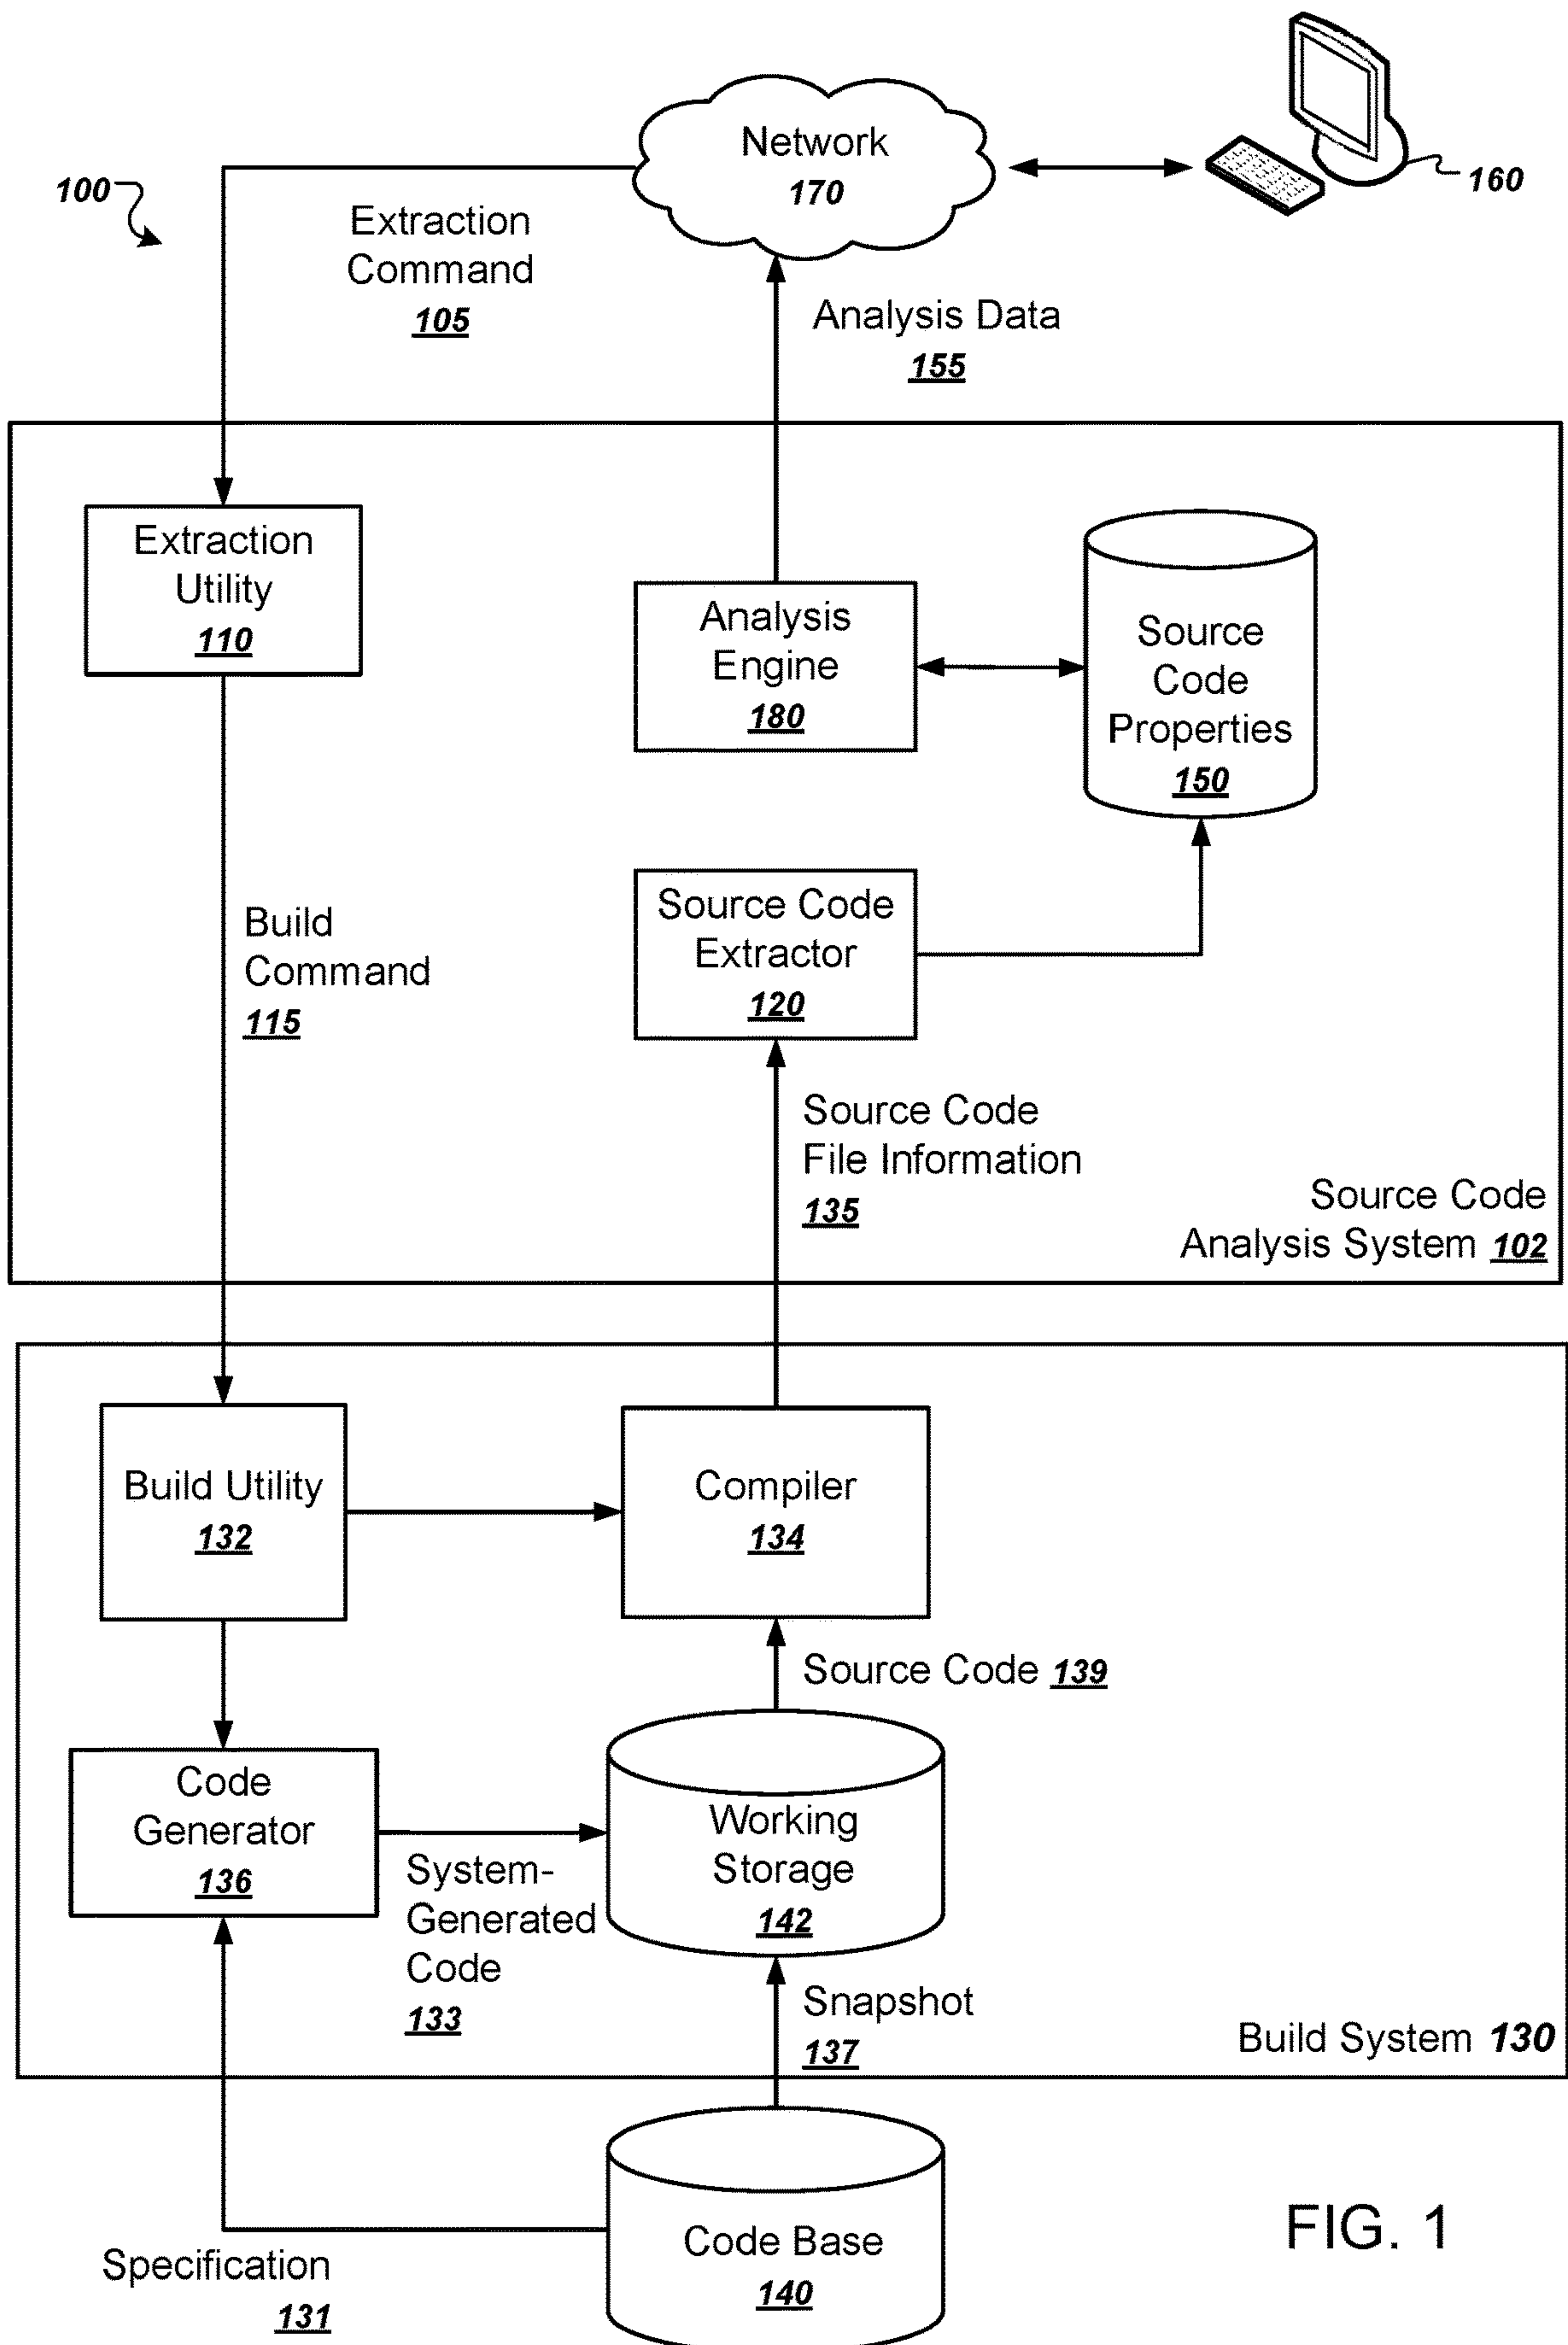 Network
170
160
100
Extraction
Command
105
Analysis Data
155
Extraction
Utility
110
Analysis
Engine
180
Source
Code
Properties
150
Source Code
Extractor
120
Build
Command
115
Source Code
File Information
135
Source Code
Analysis System 102
Build Utility
132
Compiler
134
Source Code 139
Code
Generator
136
System-
Generated
Code
133
Working
Storage
142
Snapshot
137
Build System 130
Code Base
140
Specification
131
FIG. 1